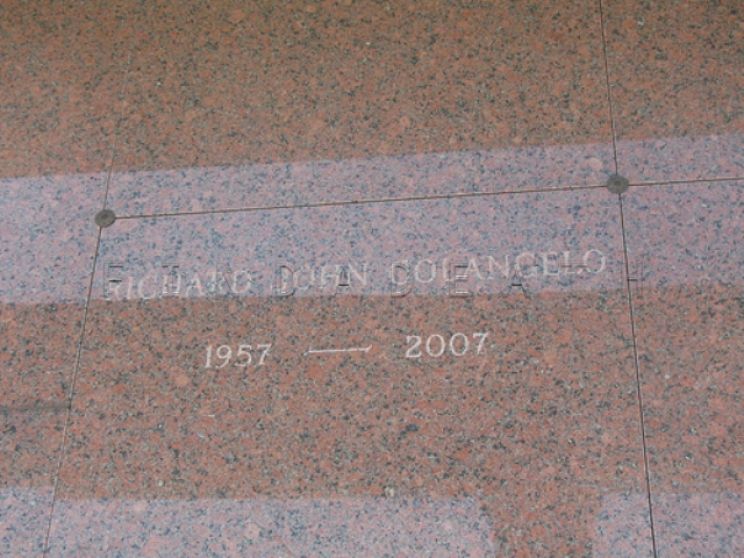 RICHARD JOHN COLANGELO
1957 — 2007